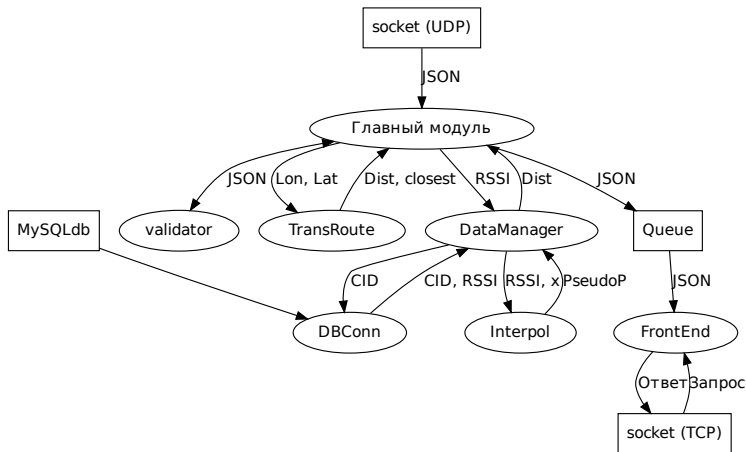 socket (UDP)
JSON
Главный модуль
JSON
Lon, Lat
Dist, closest
RSSI
Dist
JSON
MySQLdb
validator
TransRoute
DataManager
Queue
CID
CID, RSSI
RSSI, x
PseudoP
JSON
DBConn
Interpol
FrontEnd
Ответ
Запрос
socket (TCP)